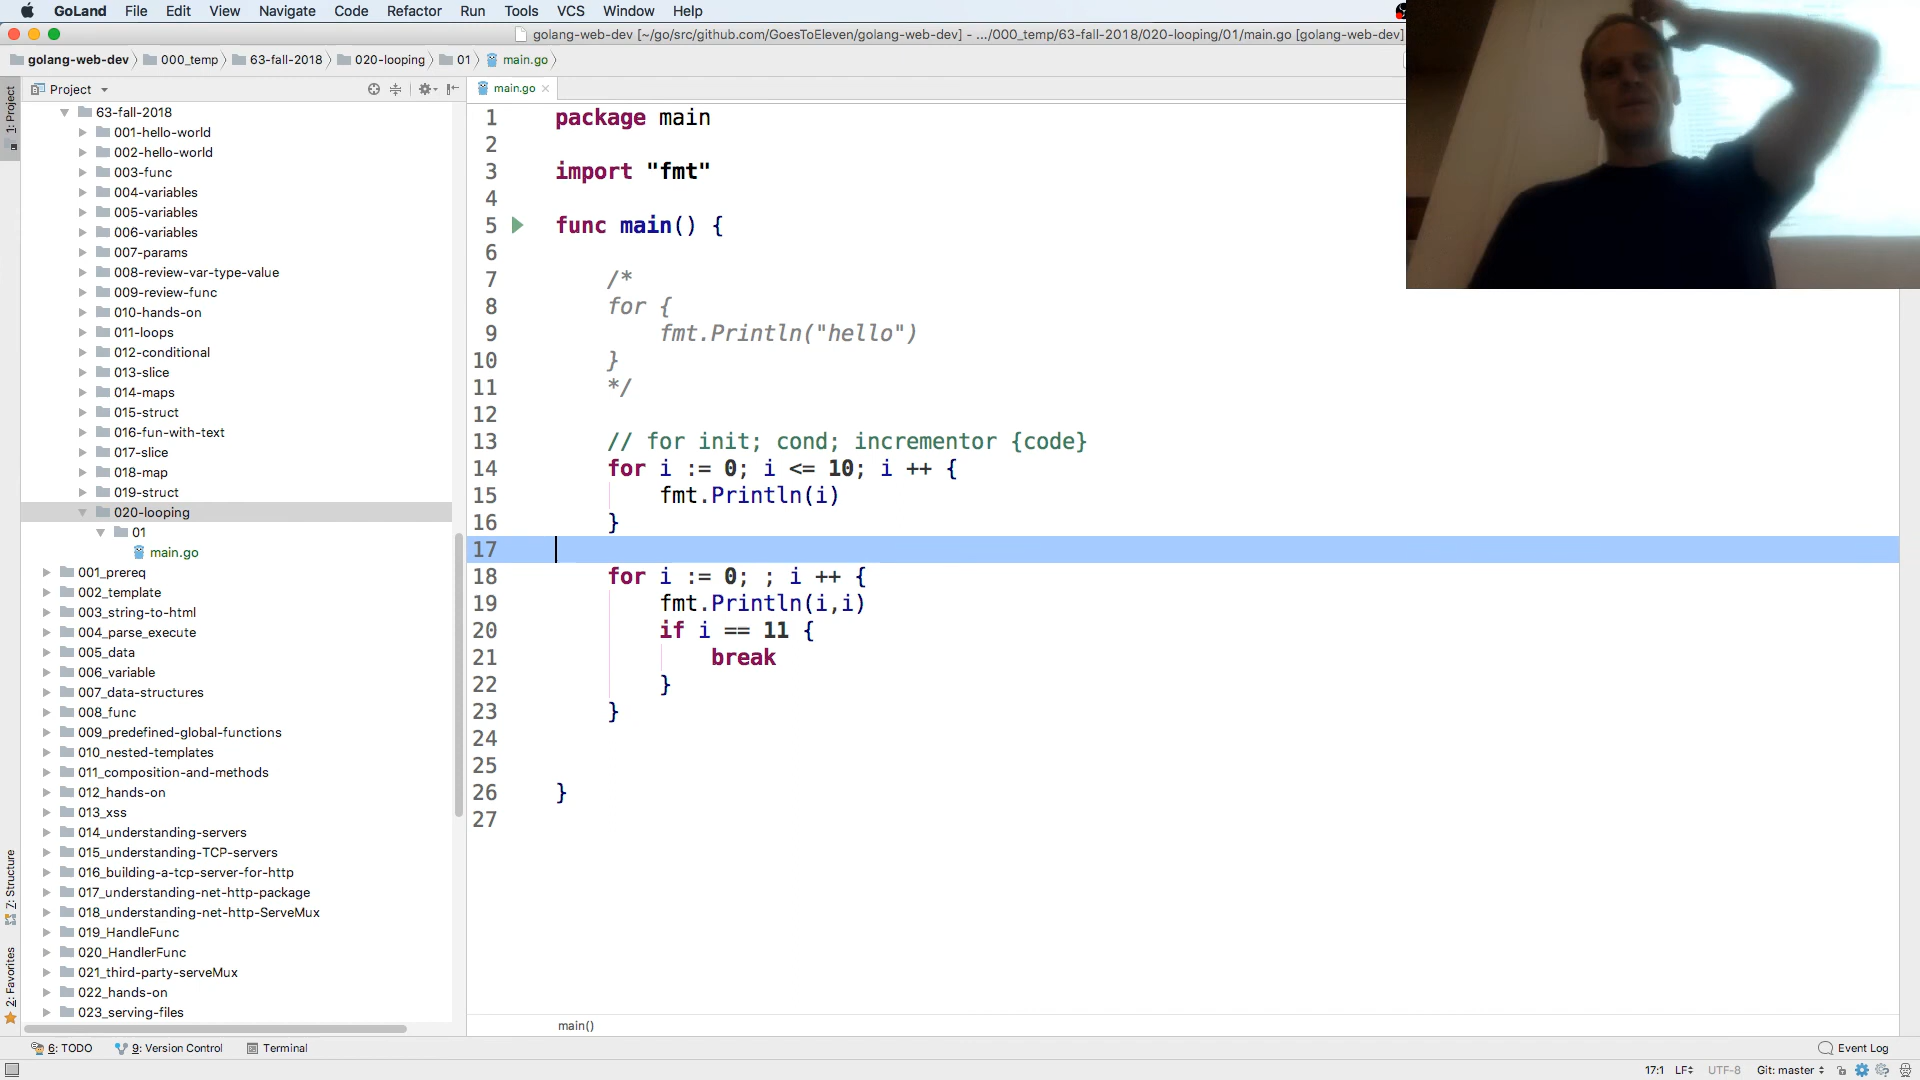 GoLand File Edit View Navigate Code Refactor Run Tools VCS Window Help
golang-web-dev [~/go/src/github.com/GoesToEleven/golang-web-dev] - .../000_temp/63-fall-2018/020-looping/01/main.go [golang-web-dev]
golang-web-dev 000_temp 63-fall-2018 020-looping 01 main.go
1: Project
Project
main.go
63-fall-2018
001-hello-world
002-hello-world
003-func
004-variables
005-variables
006-variables
007-params
008-review-var-type-value
009-review-func
010-hands-on
011-loops
012-conditional
013-slice
014-maps
015-struct
016-fun-with-text
017-slice
018-map
019-struct
020-looping
01
main.go
001_prereq
002_template
003_string-to-html
004_parse_execute
005_data
006_variable
007_data-structures
008_func
009_predefined-global-functions
010_nested-templates
011_composition-and-methods
012_hands-on
013_xss
014_understanding-servers
015_understanding-TCP-servers
016_building-a-tcp-server-for-http
017_understanding-net-http-package
018_understanding-net-http-ServeMux
019_HandleFunc
020_HandlerFunc
021_third-party-serveMux
022_hands-on
023_serving-files
7: Structure
2: Favorites
1 package main
2
3 import "fmt"
4
5 func main() {
6
7 /*
8 for {
9 fmt.Println("hello")
10 }
11 */
12
13 // for init; cond; incrementor {code}
14 for i := 0; i <= 10; i ++ {
15 fmt.Println(i)
16 }
17
18 for i := 0; ; i ++ {
19 fmt.Println(i,i)
20 if i == 11 {
21 break
22 }
23 }
24
25
26 }
27
main()
6: TODO 9: Version Control Terminal Event Log
17:1 LF UTF-8 Git: master